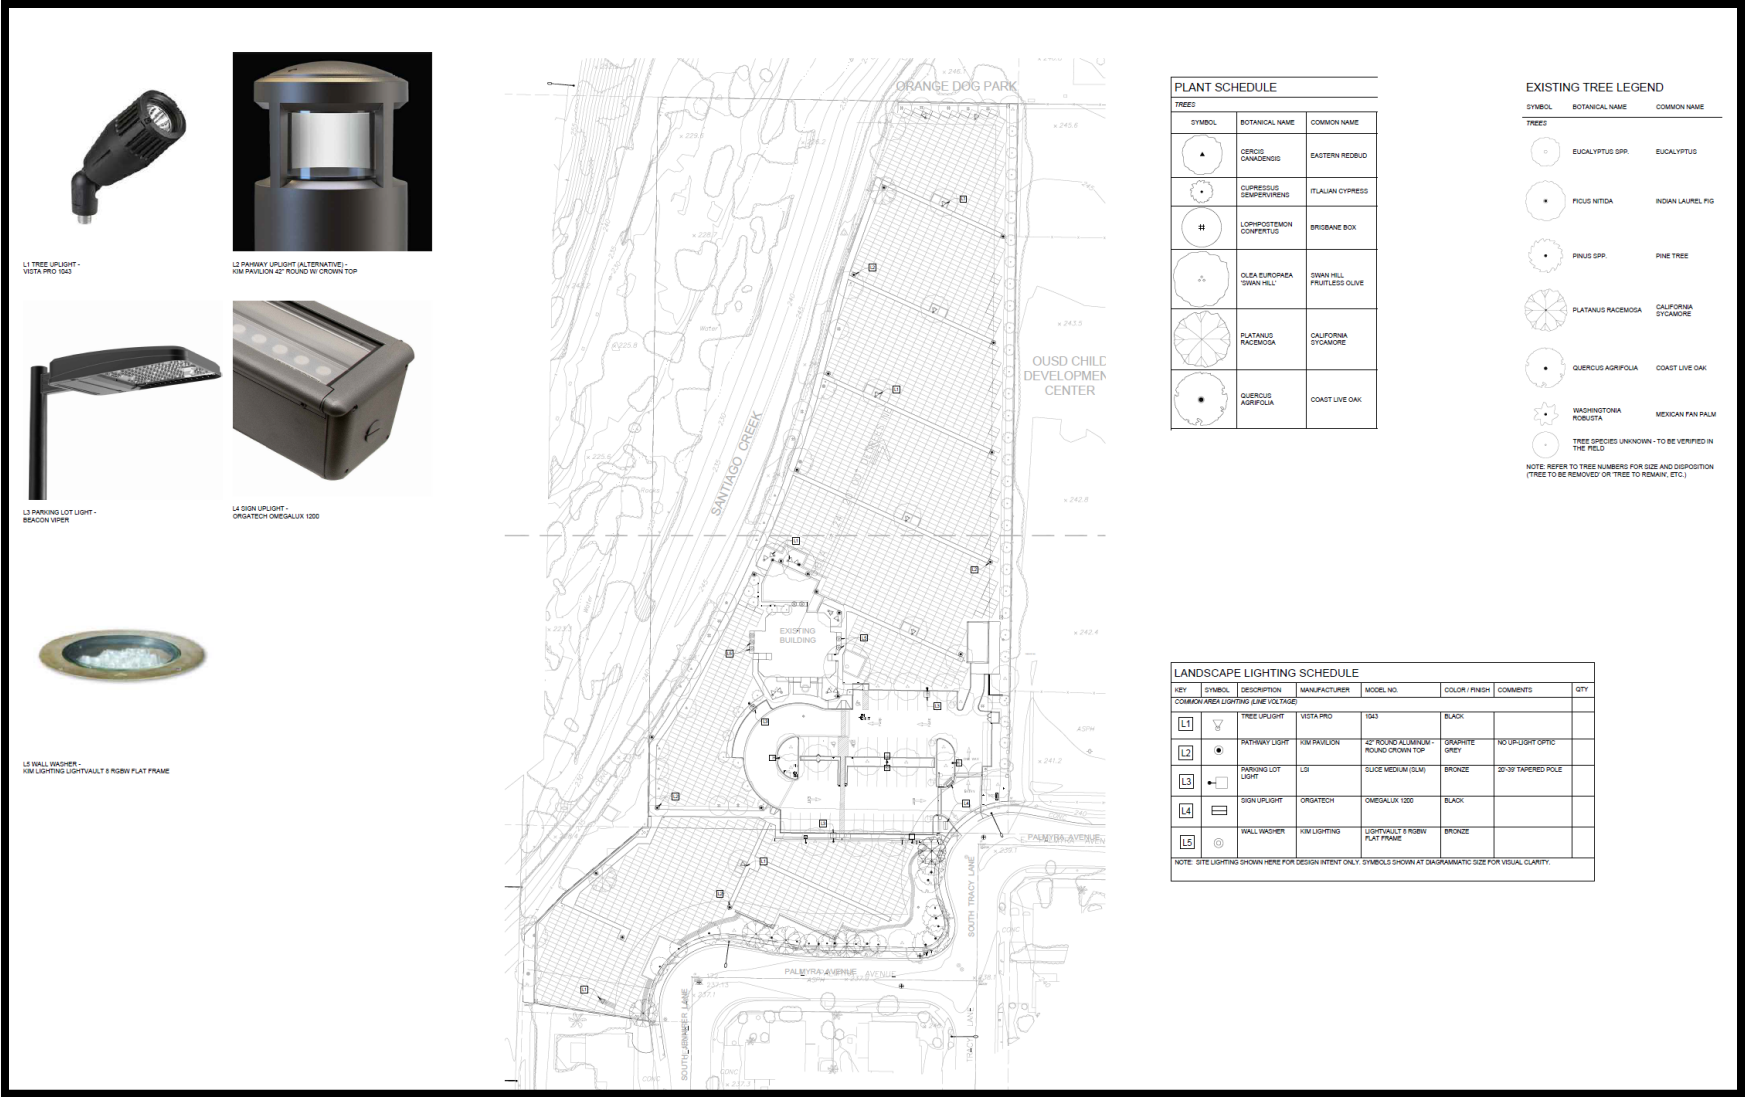 L1 TREE UPLIGHT -
VISTA PRO 1043
L2 PAHWAY UPLIGHT (ALTERNATIVE) -
KIM PAVILION 42" ROUND W/ CROWN TOP
L3 PARKING LOT LIGHT -
BEACON VIPER
L4 SIGN UPLIGHT -
ORGATECH OMEGALUX 1200
L5 WALL WASHER -
KIM LIGHTING LIGHTVAULT 8 RGBW FLAT FRAME
ORANGE DOG PARK
OUSD CHILD
DEVELOPMEN
CENTER
SANTIAGO CREEK
EXISTING
BUILDING
PALMYRA AVENUE
SOUTH TRACY LANE
PALMYRA AVENUE
AVENUE
PLANT SCHEDULE
TREES
SYMBOL BOTANICAL NAME COMMON NAME
CERCIS
CANADENSIS
EASTERN REDBUD
CUPRESSUS
SEMPERVIRENS
ITLALIAN CYPRESS
LOPHPOSTEMON
CONFERTUS
BRISBANE BOX
OLEA EUROPAEA
'SWAN HILL'
SWAN HILL
FRUITLESS OLIVE
PLATANUS
RACEMOSA
CALIFORNIA
SYCAMORE
QUERCUS
AGRIFOLIA
COAST LIVE OAK
EXISTING TREE LEGEND
SYMBOL BOTANICAL NAME COMMON NAME
TREES
EUCALYPTUS SPP. EUCALYPTUS
FICUS NITIDA INDIAN LAUREL FIG
PINUS SPP. PINE TREE
PLATANUS RACEMOSA
CALIFORNIA
SYCAMORE
QUERCUS AGRIFOLIA COAST LIVE OAK
WASHINGTONIA
ROBUSTA
MEXICAN FAN PALM
TREE SPECIES UNKNOWN - TO BE VERIFIED IN
THE FIELD
NOTE: REFER TO TREE NUMBERS FOR SIZE AND DISPOSITION
('TREE TO BE REMOVED' OR 'TREE TO REMAIN', ETC.)
LANDSCAPE LIGHTING SCHEDULE
KEY SYMBOL DESCRIPTION MANUFACTURER MODEL NO. COLOR / FINISH COMMENTS QTY
COMMON AREA LIGHTING (LINE VOLTAGE)
L1 TREE UPLIGHT VISTA PRO 1043 BLACK
L2 PATHWAY LIGHT KIM PAVILION 42" ROUND ALUMINUM -
ROUND CROWN TOP
GRAPHITE
GREY
NO UP-LIGHT OPTIC
L3 PARKING LOT
LIGHT
LSI SLICE MEDIUM (SLM) BRONZE 20'-39' TAPERED POLE
L4 SIGN UPLIGHT ORGATECH OMEGALUX 1200 BLACK
L5 WALL WASHER KIM LIGHTING LIGHTVAULT 8 RGBW
FLAT FRAME
BRONZE
NOTE: SITE LIGHTING SHOWN HERE FOR DESIGN INTENT ONLY. SYMBOLS SHOWN AT DIAGRAMMATIC SIZE FOR VISUAL CLARITY.